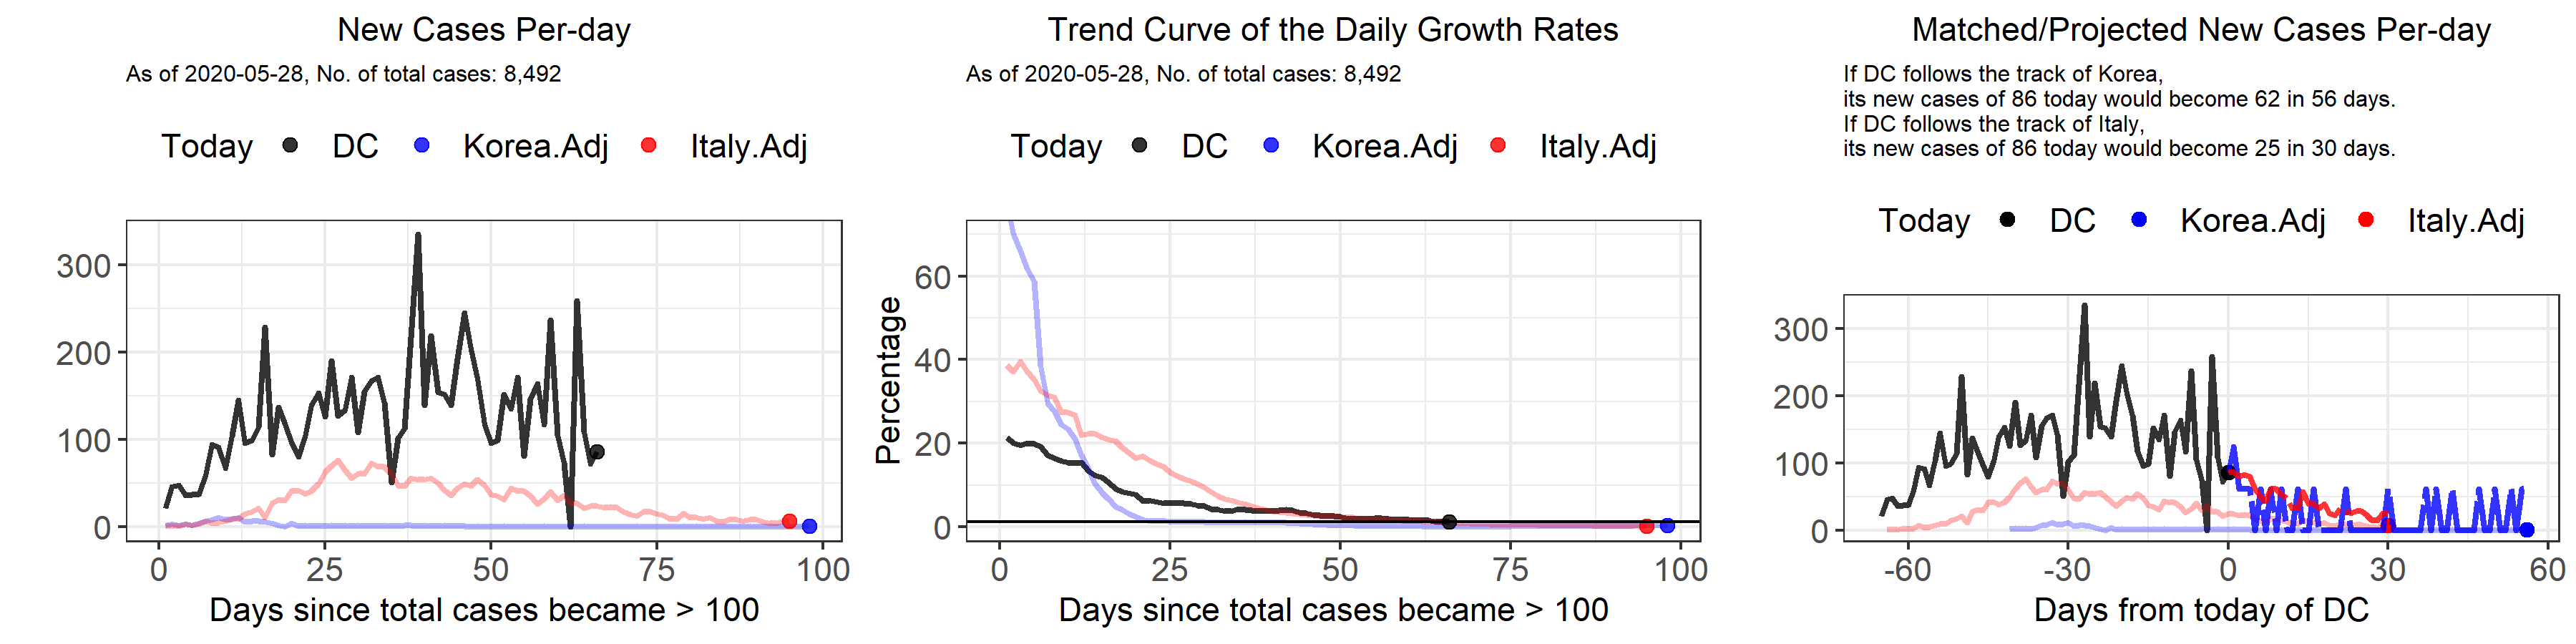 New Cases Per-day
As of 2020-05-28, No. of total cases: 8,492
Today DC Korea.Adj Italy.Adj
300
200
100
0
0 25 50 75 100
Days since total cases became > 100
Trend Curve of the Daily Growth Rates
As of 2020-05-28, No. of total cases: 8,492
Today DC Korea.Adj Italy.Adj
Percentage
60
40
20
0
0 25 50 75 100
Days since total cases became > 100
Matched/Projected New Cases Per-day
If DC follows the track of Korea,
its new cases of 86 today would become 62 in 56 days.
If DC follows the track of Italy,
its new cases of 86 today would become 25 in 30 days.
Today DC Korea.Adj Italy.Adj
300
200
100
0
-60 -30 0 30 60
Days from today of DC